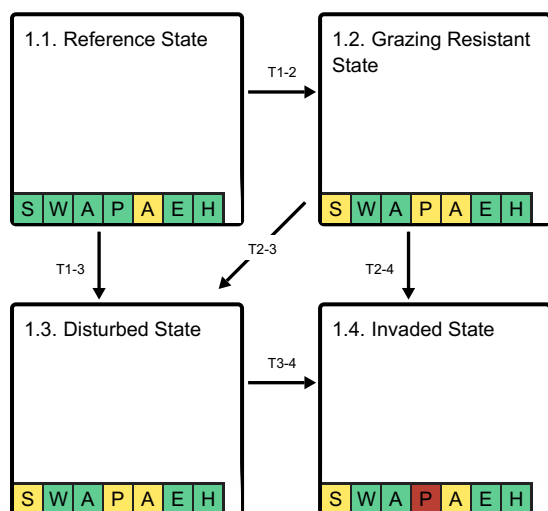 1.1. Reference State
1.2. Grazing Resistant
State
T1-2
S W A P A E H
S W A P A E H
T1-3
T2-3
T2-4
1.3. Disturbed State
1.4. Invaded State
T3-4
S W A P A E H
S W A P A E H